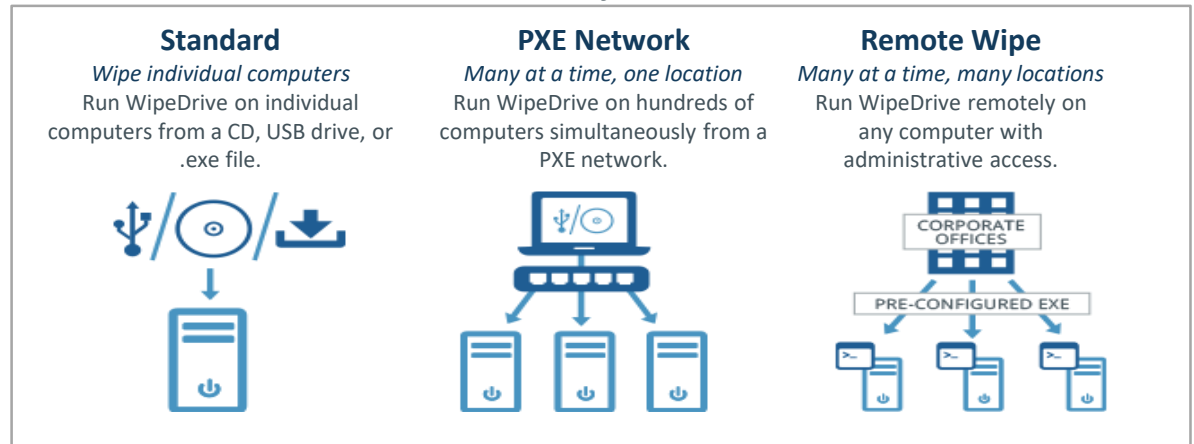 Standard
Wipe individual computers
Run WipeDrive on individual
computers from a CD, USB drive, or
.exe file.
PXE Network
Many at a time, one location
Run WipeDrive on hundreds of
computers simultaneously from a
PXE network.
Remote Wipe
Many at a time, many locations
Run WipeDrive remotely on
any computer with
administrative access.
CORPORATE
OFFICES
PRE-CONFIGURED EXE
>_
>_
>_